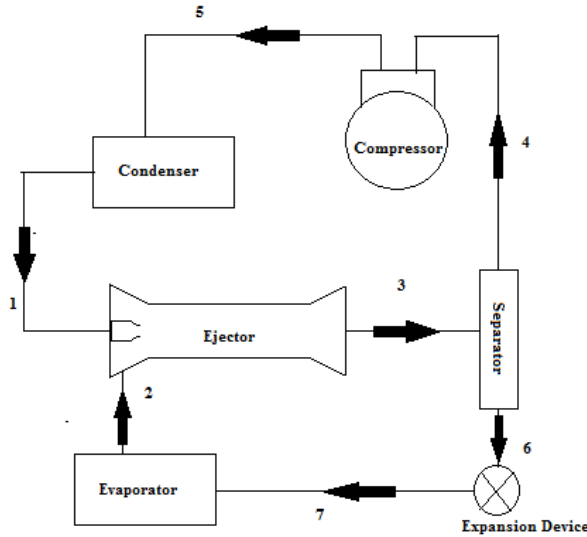 5
Compressor
4
Condenser
1
3
Ejector
Separator
2
6
Evaporator
7
Expansion Device